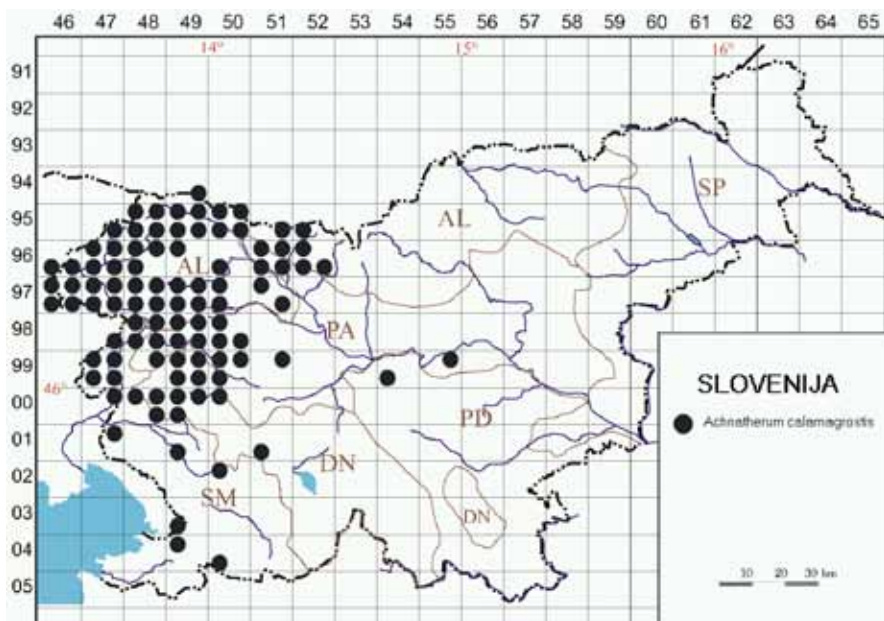 46 47 48 49 50 51 52 53 54 55 56 57 58 59 60 61 62 63 64 65
14° 15° 16°
91
92
93
94
95
96
97
98
99
46° 00
01
02
03
04
05
SP
AL
AL
PA
PD
DN
SM
DN
SLOVENIJA
Achnatherum calamagrostis
10 20 30 km